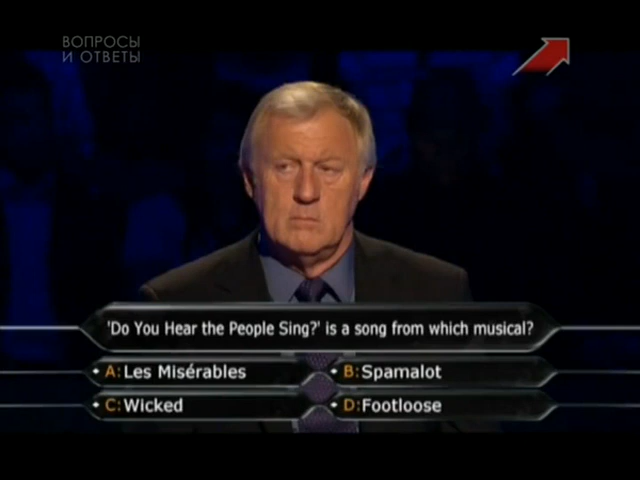 ВОПРОСЫ
И ОТВЕТЫ
'Do You Hear the People Sing?' is a song from which musical?
A: Les Misérables
B: Spamalot
C: Wicked
D: Footloose